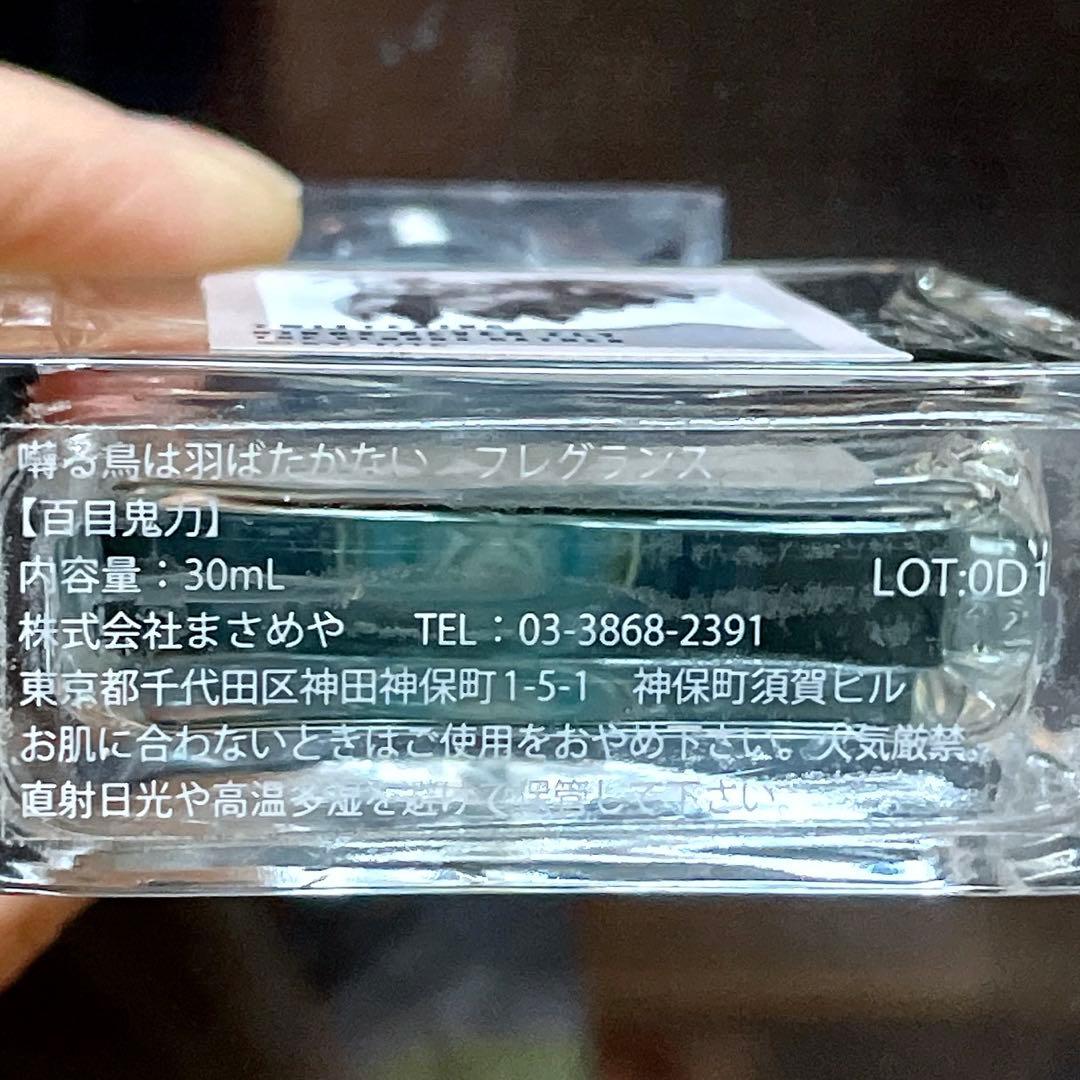 囀る鳥は羽ばたかない　フレグランス
【百目鬼力】
内容量：30mL　LOT:0D1
株式会社まさめや　TEL：03-3868-2391
東京都千代田区神田神保町1-5-1　神保町須賀ビル
お肌に合わないときはご使用をおやめ下さい。火気厳禁。
直射日光や高温多湿を避けて保管して下さい。